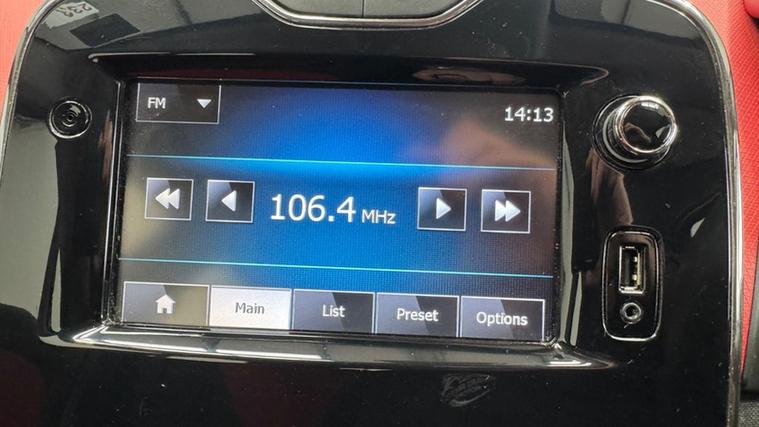 FM
14:13
106.4 MHz
Main
List
Preset
Options